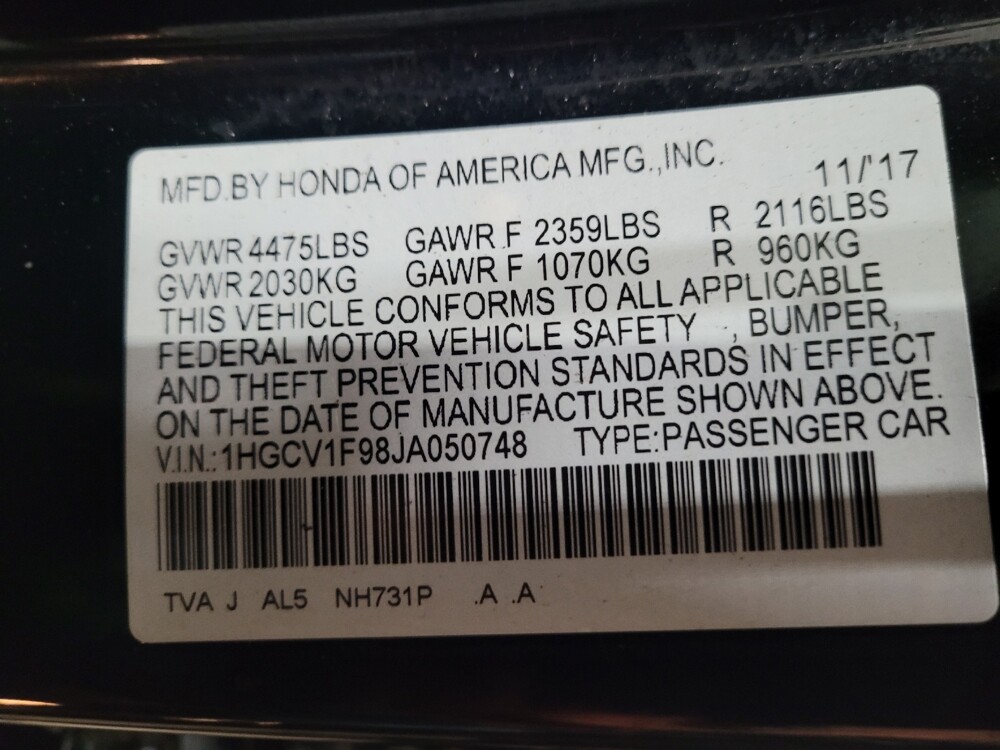 MFD.BY HONDA OF AMERICA MFG.,INC. 11/'17
GVWR 4475LBS GAWR F 2359LBS R 2116LBS
GVWR 2030KG GAWR F 1070KG R 960KG
THIS VEHICLE CONFORMS TO ALL APPLICABLE
FEDERAL MOTOR VEHICLE SAFETY , BUMPER,
AND THEFT PREVENTION STANDARDS IN EFFECT
ON THE DATE OF MANUFACTURE SHOWN ABOVE.
V.I.N.:1HGCV1F98JA050748 TYPE:PASSENGER CAR
TVA J AL5 NH731P .A .A